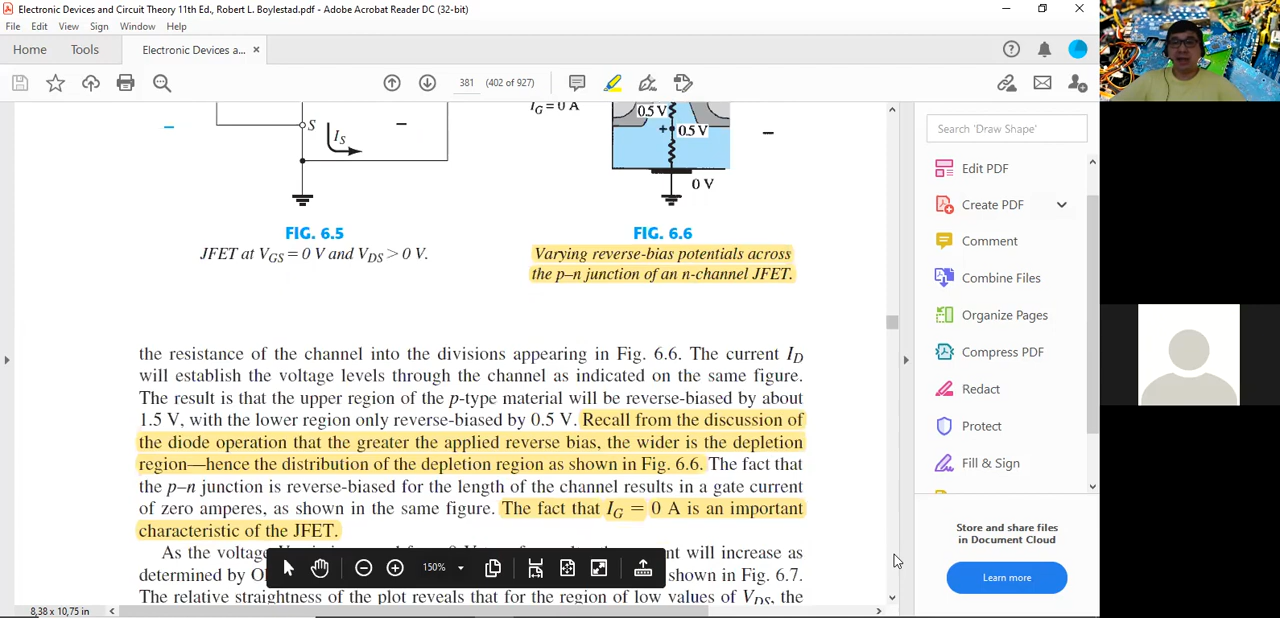 Electronic Devices and Circuit Theory 11th Ed., Robert L. Boylestad.pdf - Adobe Acrobat Reader DC (32-bit)
File Edit View Sign Window Help
Home Tools Electronic Devices a... ×
381 (402 of 927)
Search 'Draw Shape'
Edit PDF
Create PDF
Comment
Combine Files
Organize Pages
Compress PDF
Redact
Protect
Fill & Sign
Store and share files
in Document Cloud
Learn more
S
I_S
I_G = 0 A
0.5 V
+ 0.5 V
0 V
FIG. 6.5
JFET at V_GS = 0 V and V_DS > 0 V.
FIG. 6.6
Varying reverse-bias potentials across
the p–n junction of an n-channel JFET.
the resistance of the channel into the divisions appearing in Fig. 6.6. The current I_D
will establish the voltage levels through the channel as indicated on the same figure.
The result is that the upper region of the p-type material will be reverse-biased by about
1.5 V, with the lower region only reverse-biased by 0.5 V. Recall from the discussion of
the diode operation that the greater the applied reverse bias, the wider is the depletion
region—hence the distribution of the depletion region as shown in Fig. 6.6. The fact that
the p–n junction is reverse-biased for the length of the channel results in a gate current
of zero amperes, as shown in the same figure. The fact that I_G = 0 A is an important
characteristic of the JFET.
As the voltage will increase as
determined by shown in Fig. 6.7.
The relative straightness of the plot reveals that for the region of low values of V_DS, the
150%
8,38 x 10,75 in